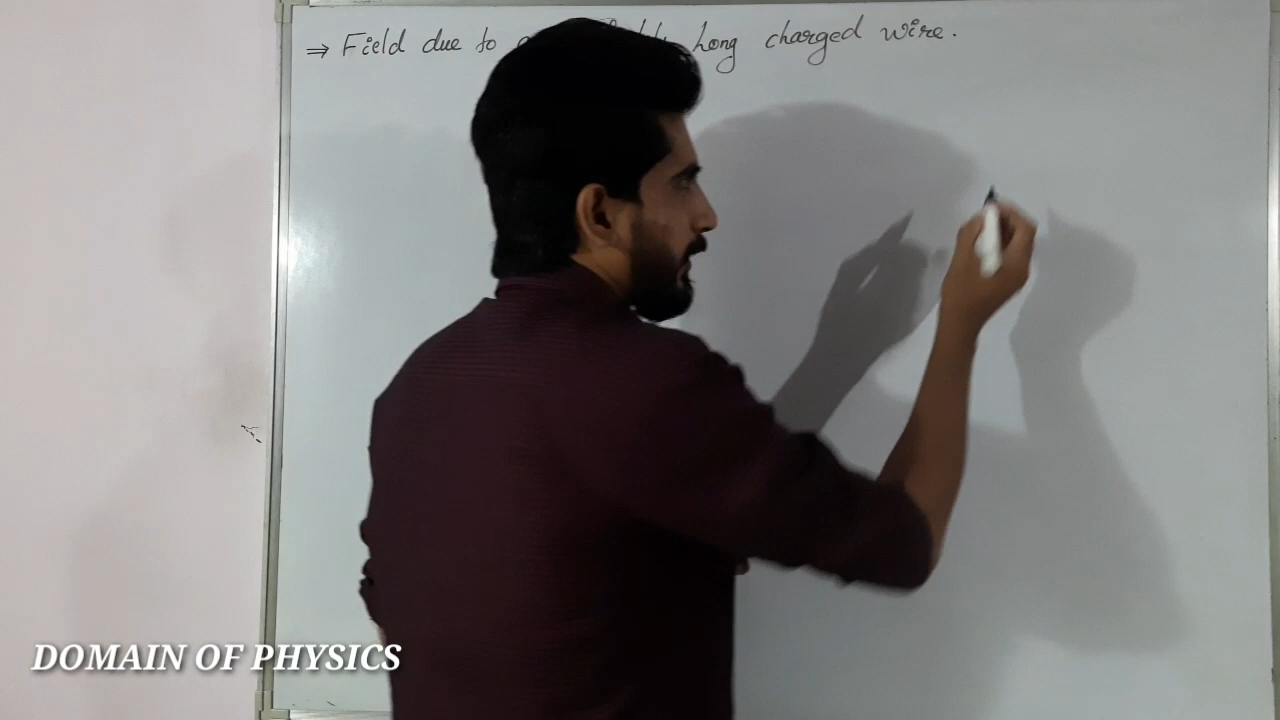 ⇒ Field due to Long charged wire.
DOMAIN OF PHYSICS